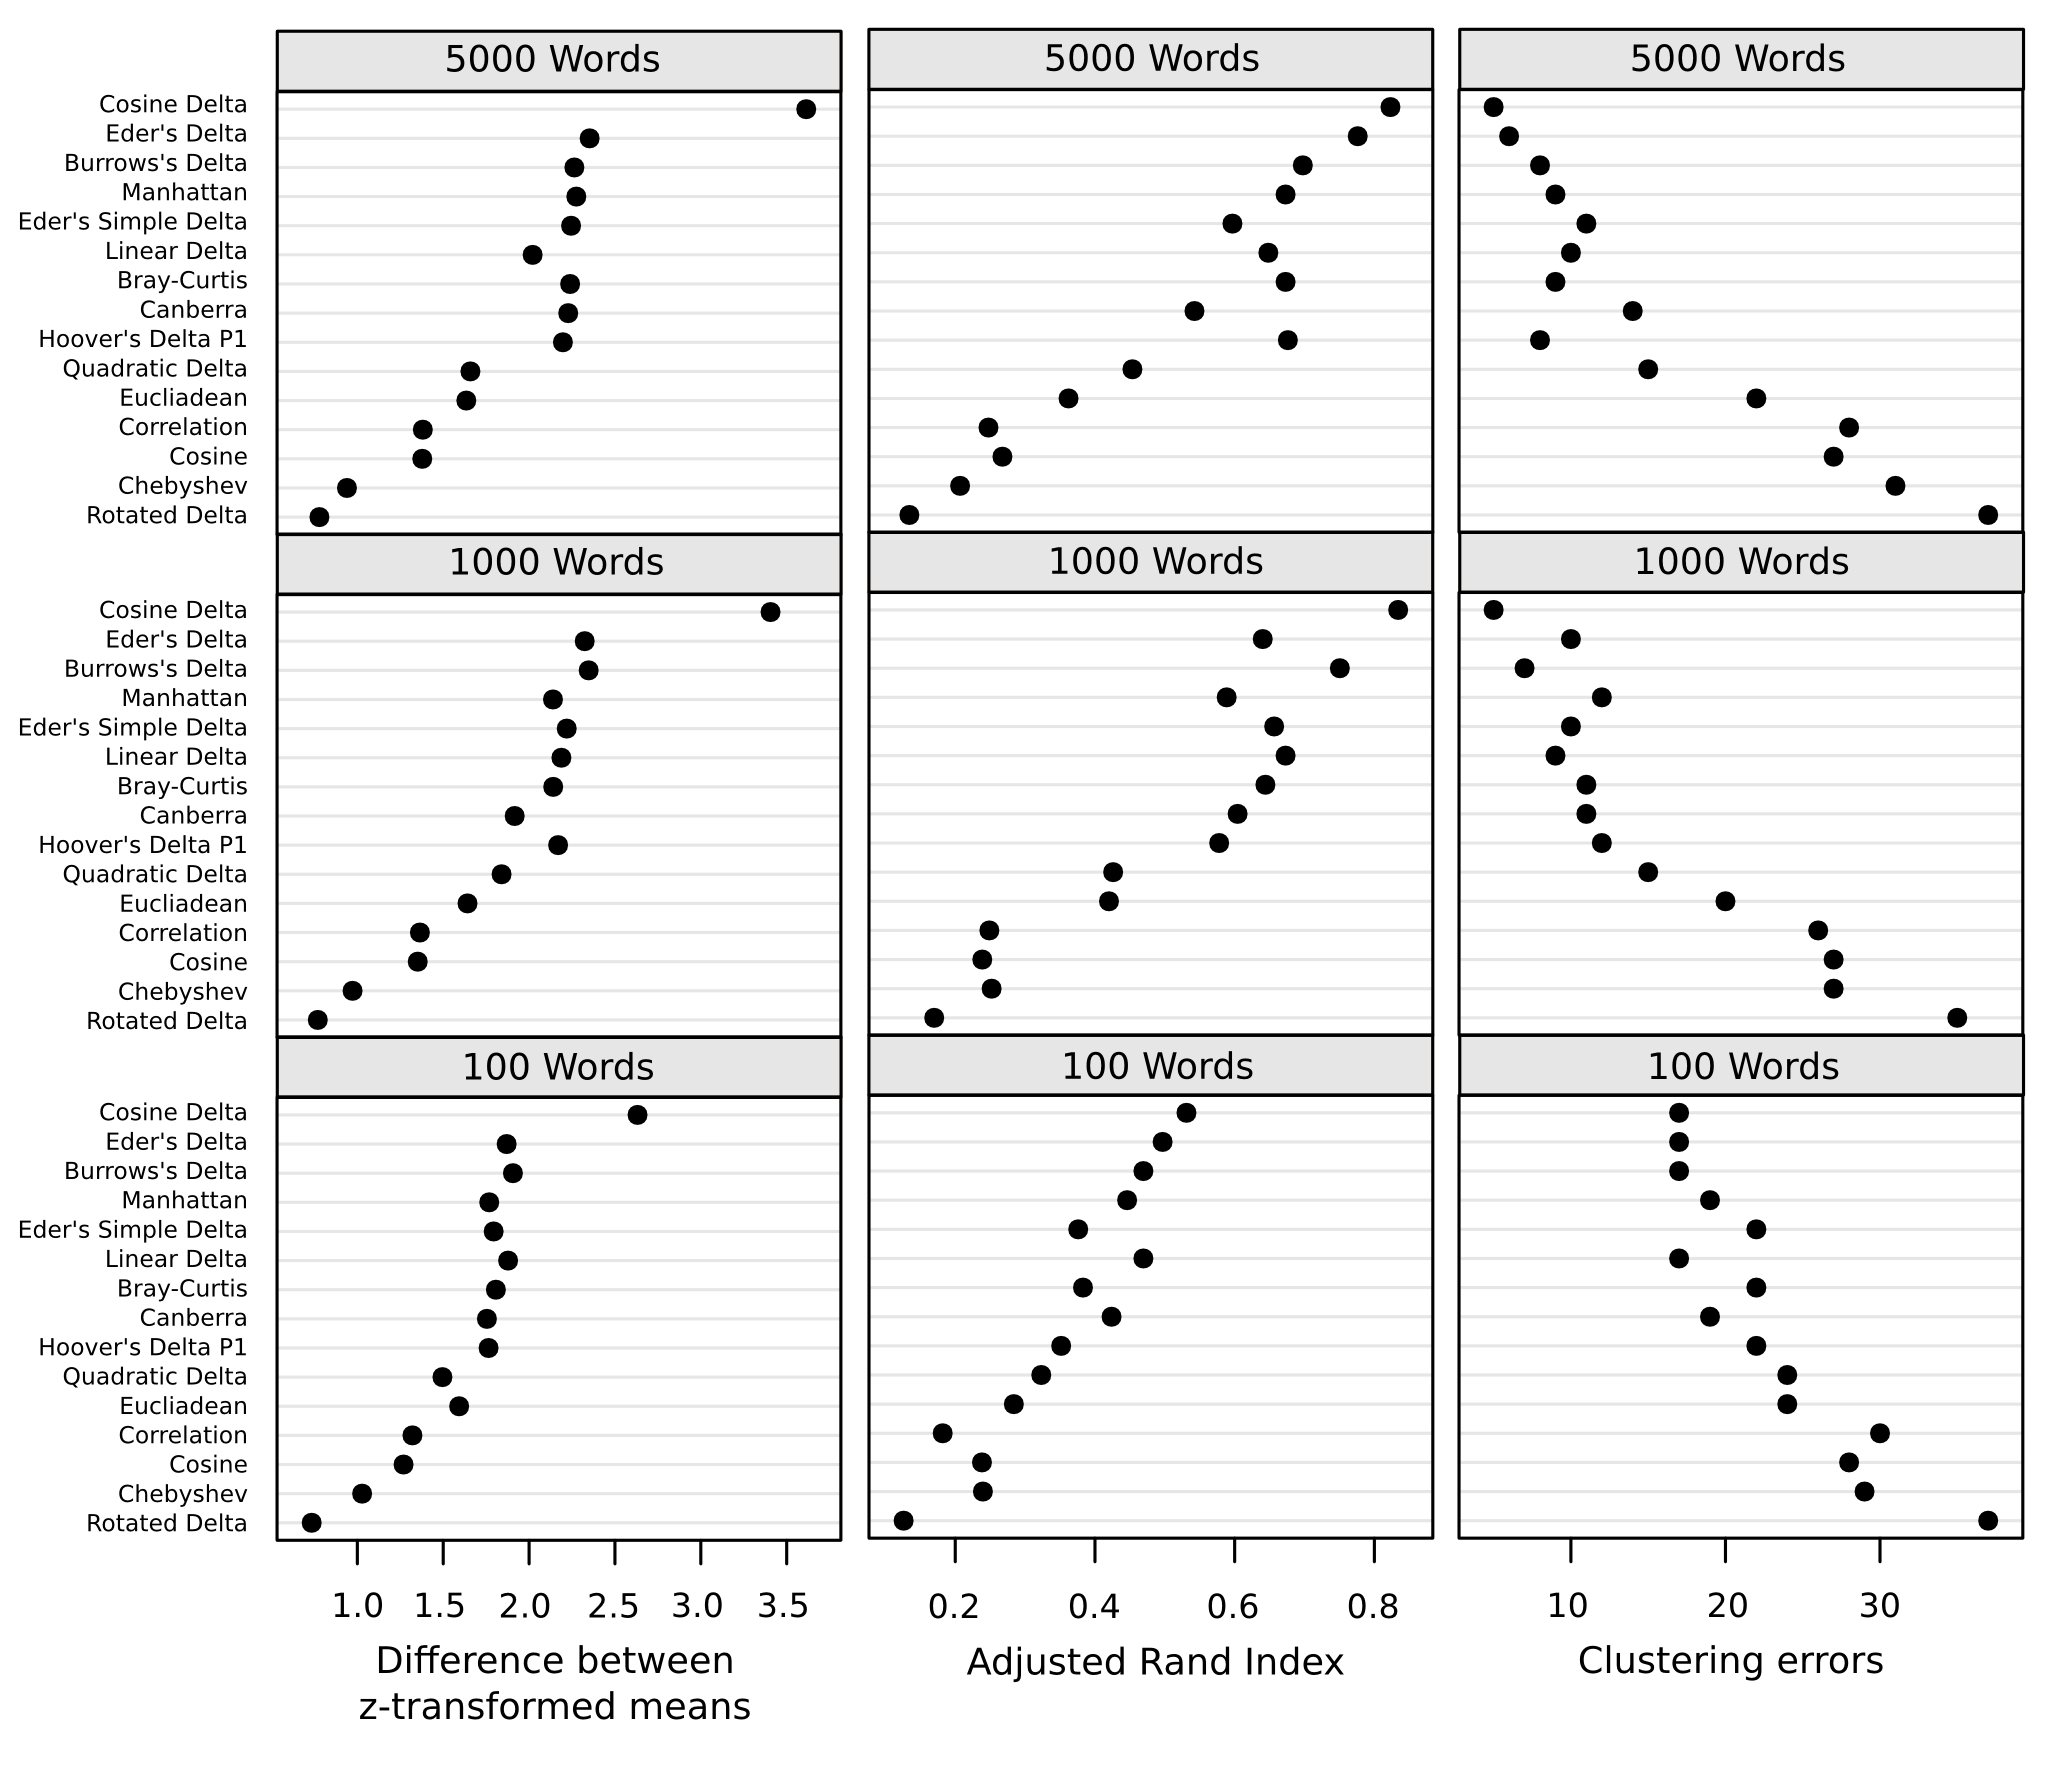 5000 Words
5000 Words
5000 Words
Cosine Delta
Eder's Delta
Burrows's Delta
Manhattan
Eder's Simple Delta
Linear Delta
Bray-Curtis
Canberra
Hoover's Delta P1
Quadratic Delta
Eucliadean
Correlation
Cosine
Chebyshev
Rotated Delta
1000 Words
1000 Words
1000 Words
Cosine Delta
Eder's Delta
Burrows's Delta
Manhattan
Eder's Simple Delta
Linear Delta
Bray-Curtis
Canberra
Hoover's Delta P1
Quadratic Delta
Eucliadean
Correlation
Cosine
Chebyshev
Rotated Delta
100 Words
100 Words
100 Words
Cosine Delta
Eder's Delta
Burrows's Delta
Manhattan
Eder's Simple Delta
Linear Delta
Bray-Curtis
Canberra
Hoover's Delta P1
Quadratic Delta
Eucliadean
Correlation
Cosine
Chebyshev
Rotated Delta
1.0 1.5 2.0 2.5 3.0 3.5
0.2 0.4 0.6 0.8
10 20 30
Difference between
z-transformed means
Adjusted Rand Index
Clustering errors